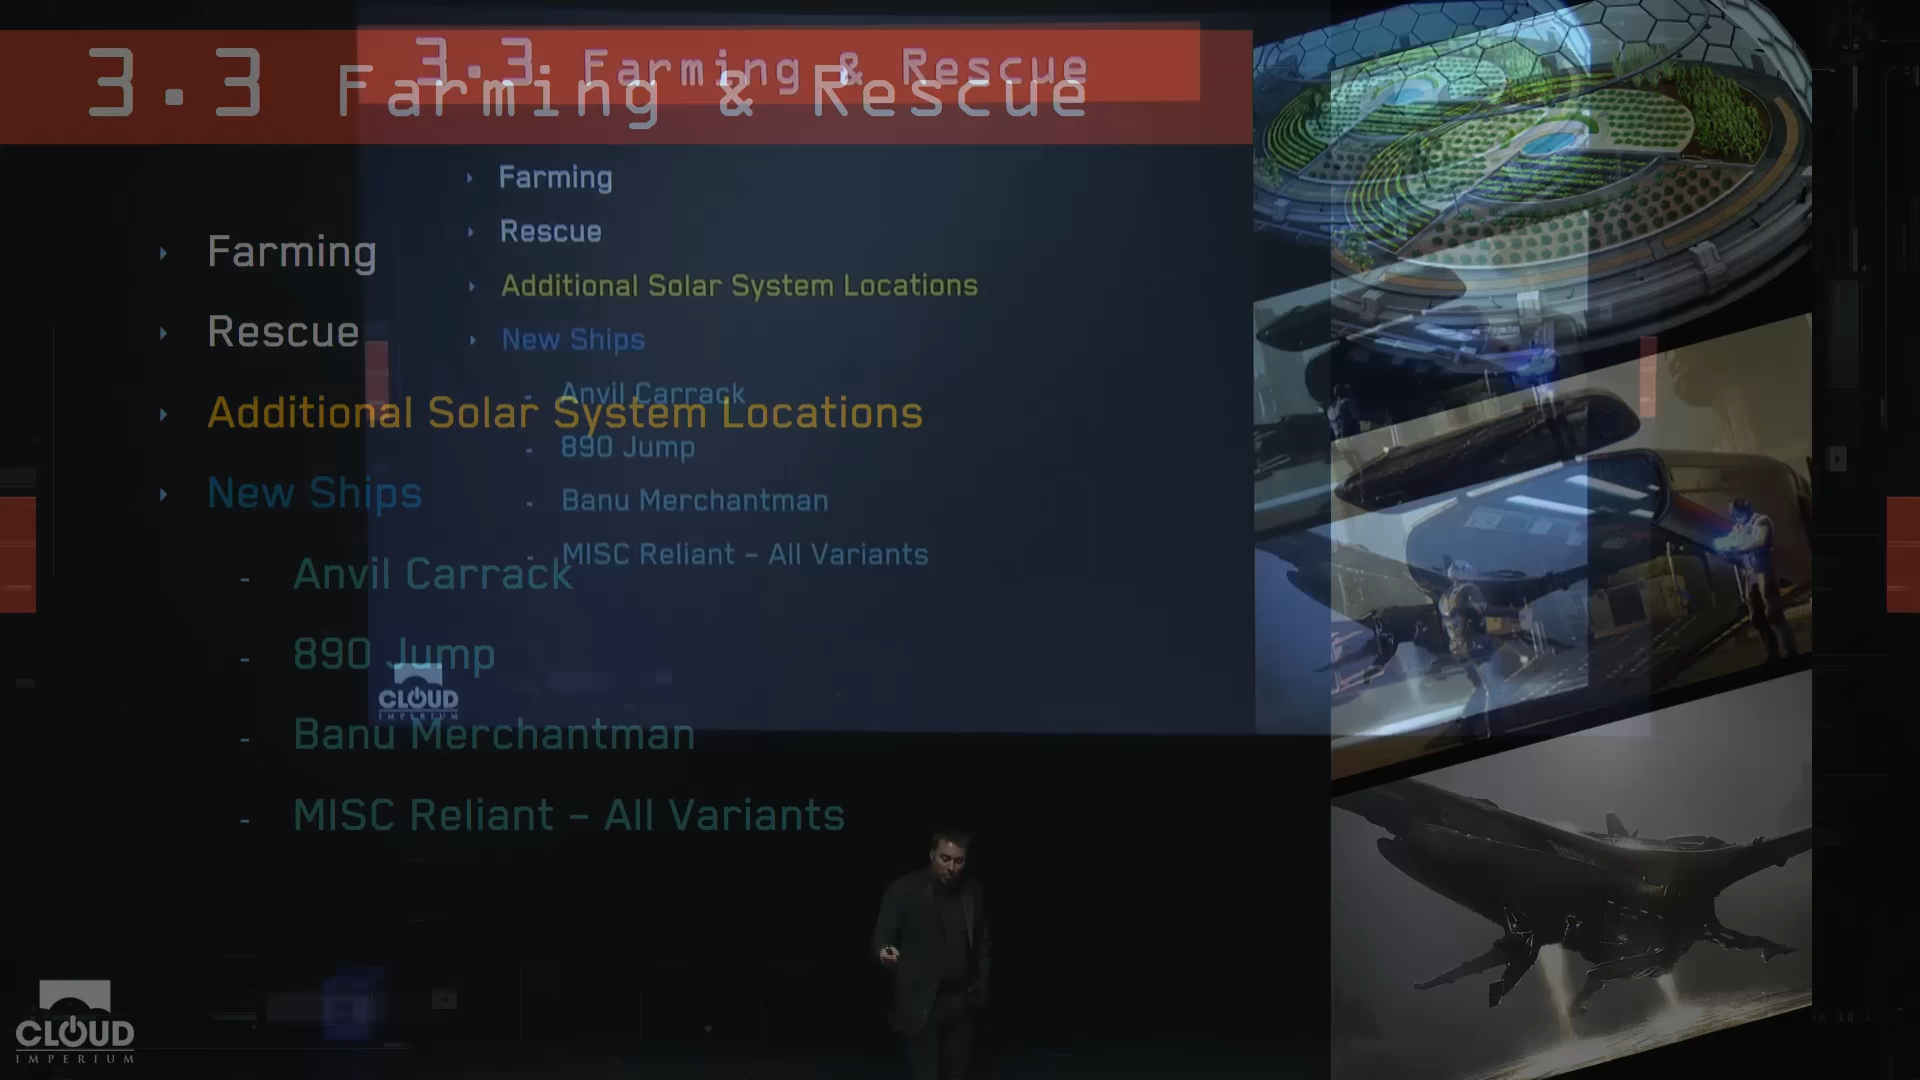 3.3 Farming & Rescue
Farming
Rescue
Additional Solar System Locations
New Ships
- Anvil Carrack
- 890 Jump
- Banu Merchantman
- MISC Reliant – All Variants
CLOUD
IMPERIUM
3.3 Farming & Rescue
Farming
Rescue
Additional Solar System Locations
New Ships
- Anvil Carrack
- 890 Jump
- Banu Merchantman
- MISC Reliant – All Variants
CLOUD
IMPERIUM